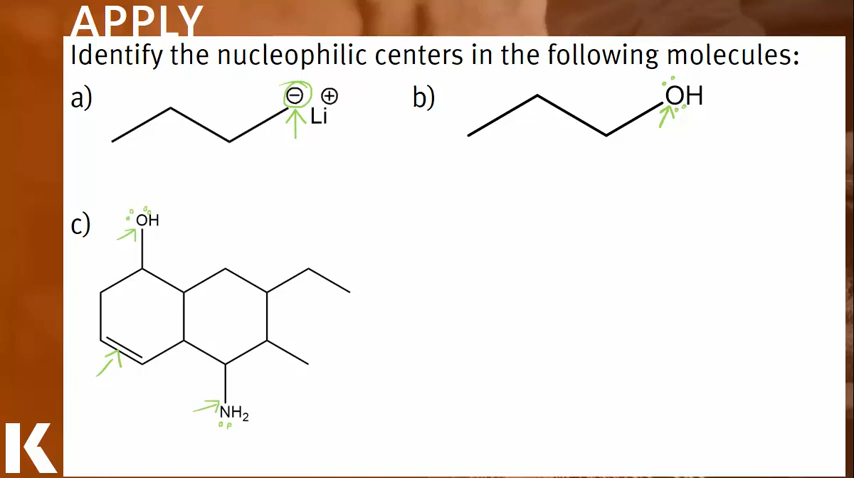 APPLY
Identify the nucleophilic centers in the following molecules:
a)
⊖ ⊕
Li
b)
OH
c)
OH
NH₂
K